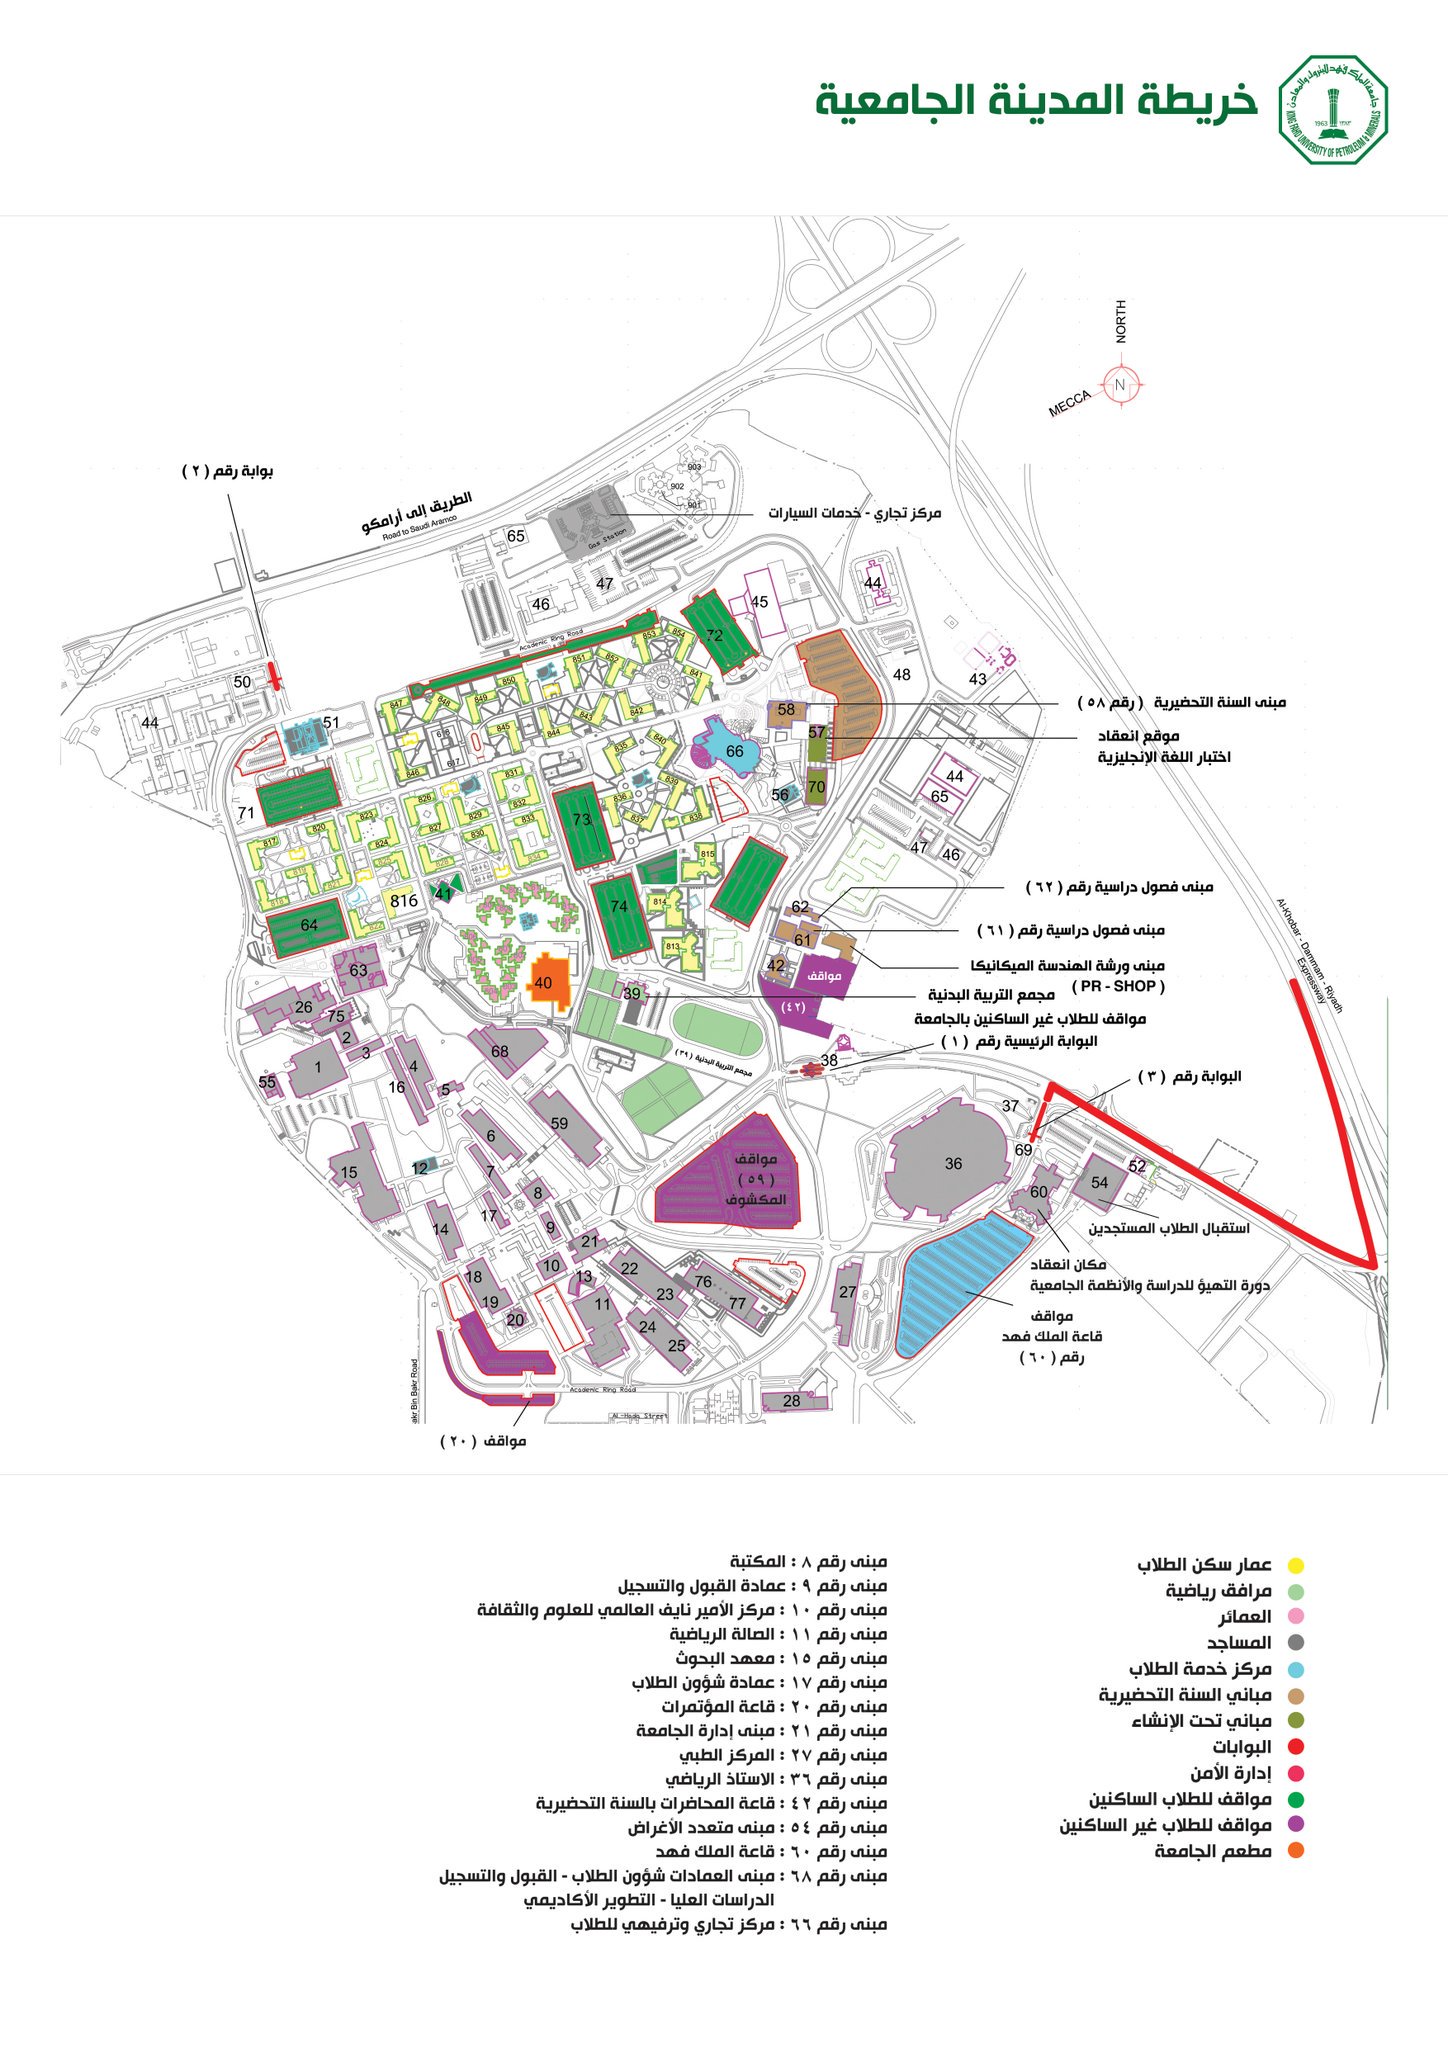 خريطة المدينة الجامعية
جامعة الملك فهد للبترول والمعادن
1963 ١٣٨٣
KING FAHD UNIVERSITY OF PETROLEUM & MINERALS
NORTH
N
MECCA
بوابة رقم ( ٢ )
الطريق إلى أرامكو
Road to Saudi Aramco
903
902
901
مركز تجاري - خدمات السيارات
Gas Station
65
47
46
45
44
Academic Ring Road
72
48
43
50
44
51
853
854
851
852
850
849
848
847
841
842
843
844
845
846
58
مبنى السنة التحضيرية ( رقم ٥٨ )
57
موقع انعقاد
اختبار اللغة الإنجليزية
66
56
70
44
65
47
46
71
617
835
840
839
836
837
838
831
832
833
834
826
827
828
829
830
823
824
825
820
817
818
819
821
822
816
41
64
73
74
815
814
813
62
61
42
مبنى فصول دراسية رقم ( ٦٢ )
مبنى فصول دراسية رقم ( ٦١ )
مبنى ورشة الهندسة الميكانيكا
( PR - SHOP )
مواقف
( ٤٢ )
مجمع التربية البدنية
مواقف للطلاب غير الساكنين بالجامعة
البوابة الرئيسية رقم ( ١ )
البوابة رقم ( ٣ )
Al-Khobar - Dammam - Riyadh
Expressway
40
39
مجمع التربية البدنية ( ٣٩ )
38
63
26
75
2
3
1
55
4
16
5
68
6
59
7
15
12
8
17
14
9
21
10
18
19
20
13
11
22
23
24
25
76
77
27
28
مواقف
( ٥٩ )
المكشوف
36
37
69
60
54
52
استقبال الطلاب المستجدين
مكان انعقاد
دورة التهيؤ للدراسة والأنظمة الجامعية
مواقف
قاعة الملك فهد
رقم ( ٦٠ )
Academic Ring Road
Al-Hada Street
akr Bin Bakr Road
مواقف ( ٢٠ )
عمار سكن الطلاب
مرافق رياضية
العمائر
المساجد
مركز خدمة الطلاب
مباني السنة التحضيرية
مباني تحت الإنشاء
البوابات
إدارة الأمن
مواقف للطلاب الساكنين
مواقف للطلاب غير الساكنين
مطعم الجامعة
مبنى رقم ٨ : المكتبة
مبنى رقم ٩ : عمادة القبول والتسجيل
مبنى رقم ١٠ : مركز الأمير نايف العالمي للعلوم والثقافة
مبنى رقم ١١ : الصالة الرياضية
مبنى رقم ١٥ : معهد البحوث
مبنى رقم ١٧ : عمادة شؤون الطلاب
مبنى رقم ٢٠ : قاعة المؤتمرات
مبنى رقم ٢١ : مبنى إدارة الجامعة
مبنى رقم ٢٧ : المركز الطبي
مبنى رقم ٣٦ : الاستاذ الرياضي
مبنى رقم ٤٢ : قاعة المحاضرات بالسنة التحضيرية
مبنى رقم ٥٤ : مبنى متعدد الأغراض
مبنى رقم ٦٠ : قاعة الملك فهد
مبنى رقم ٦٨ : مبنى العمادات شؤون الطلاب - القبول والتسجيل
الدراسات العليا - التطوير الأكاديمي
مبنى رقم ٦٦ : مركز تجاري وترفيهي للطلاب